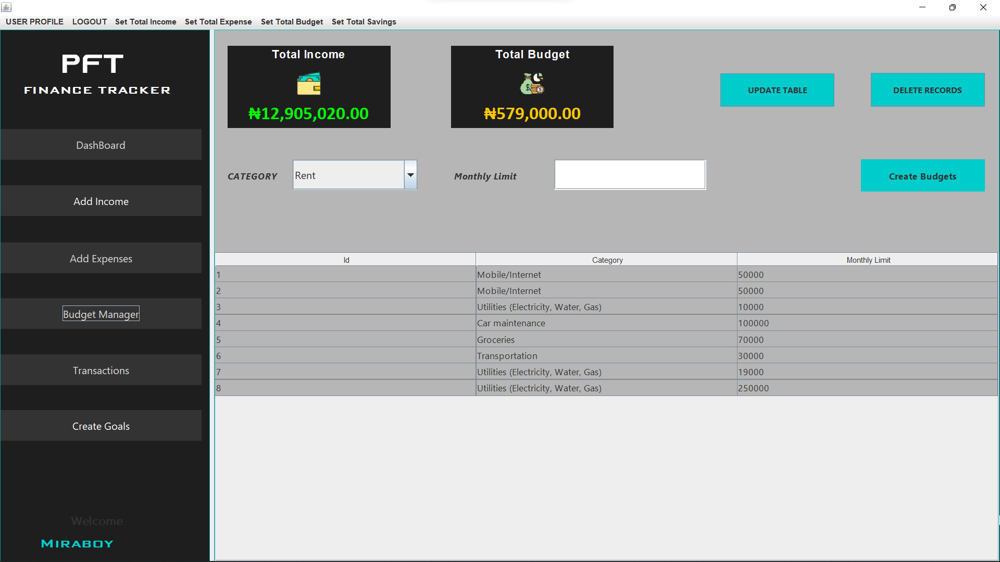 USER PROFILE LOGOUT Set Total Income Set Total Expense Set Total Budget Set Total Savings
PFT
FINANCE TRACKER
DashBoard
Add Income
Add Expenses
Budget Manager
Transactions
Create Goals
Welcome
MIRABOY
Total Income
₦12,905,020.00
Total Budget
₦579,000.00
UPDATE TABLE
DELETE RECORDS
CATEGORY Rent Monthly Limit Create Budgets
Id Category Monthly Limit
1 Mobile/Internet 50000
2 Mobile/Internet 50000
3 Utilities (Electricity, Water, Gas) 10000
4 Car maintenance 100000
5 Groceries 70000
6 Transportation 30000
7 Utilities (Electricity, Water, Gas) 19000
8 Utilities (Electricity, Water, Gas) 250000